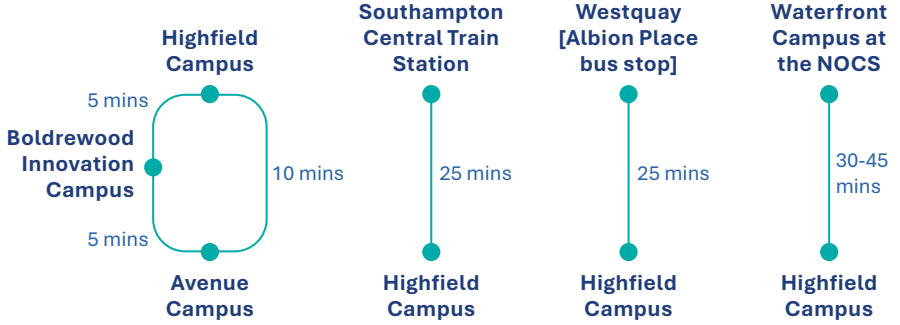 Highfield
Campus
5 mins
Boldrewood
Innovation
Campus
10 mins
5 mins
Avenue
Campus
Southampton
Central Train
Station
25 mins
Highfield
Campus
Westquay
[Albion Place
bus stop]
25 mins
Highfield
Campus
Waterfront
Campus at
the NOCS
30-45
mins
Highfield
Campus